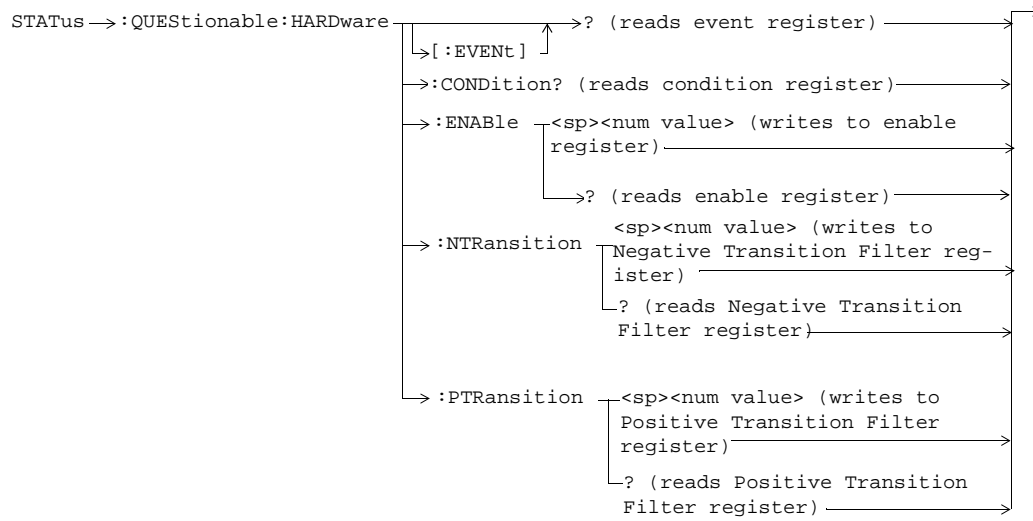 STATus :QUEStionable:HARDware ? (reads event register)
[:EVENt]
:CONDition? (reads condition register)
:ENABle <sp><num value> (writes to enable
register)
? (reads enable register)
<sp><num value> (writes to
:NTRansition Negative Transition Filter reg-
ister)
? (reads Negative Transition
Filter register)
:PTRansition <sp><num value> (writes to
Positive Transition Filter
register)
? (reads Positive Transition
Filter register)